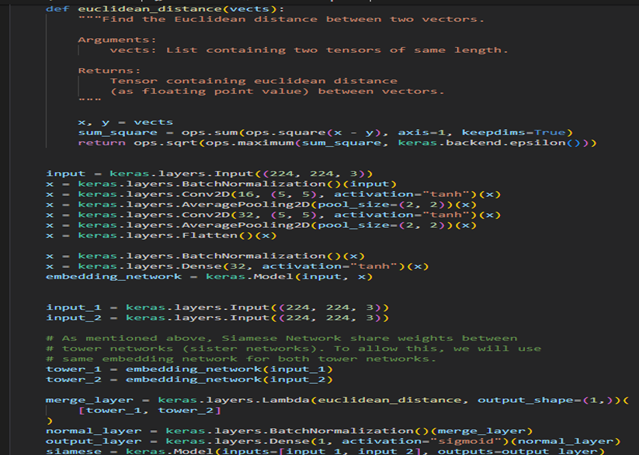 def euclidean_distance(vects):
"""Find the Euclidean distance between two vectors.
Arguments:
vects: List containing two tensors of same length.
Returns:
Tensor containing euclidean distance
(as floating point value) between vectors.
"""
x, y = vects
sum_square = ops.sum(ops.square(x - y), axis=1, keepdims=True)
return ops.sqrt(ops.maximum(sum_square, keras.backend.epsilon()))
input = keras.layers.Input((224, 224, 3))
x = keras.layers.BatchNormalization()(input)
x = keras.layers.Conv2D(16, (5, 5), activation="tanh")(x)
x = keras.layers.AveragePooling2D(pool_size=(2, 2))(x)
x = keras.layers.Conv2D(32, (5, 5), activation="tanh")(x)
x = keras.layers.AveragePooling2D(pool_size=(2, 2))(x)
x = keras.layers.Flatten()(x)
x = keras.layers.BatchNormalization()(x)
x = keras.layers.Dense(32, activation="tanh")(x)
embedding_network = keras.Model(input, x)
input_1 = keras.layers.Input((224, 224, 3))
input_2 = keras.layers.Input((224, 224, 3))
# As mentioned above, Siamese Network share weights between
# tower networks (sister networks). To allow this, we will use
# same embedding network for both tower networks.
tower_1 = embedding_network(input_1)
tower_2 = embedding_network(input_2)
merge_layer = keras.layers.Lambda(euclidean_distance, output_shape=(1,))(
[tower_1, tower_2]
)
normal_layer = keras.layers.BatchNormalization()(merge_layer)
output_layer = keras.layers.Dense(1, activation="sigmoid")(normal_layer)
siamese = keras.Model(inputs=[input_1, input_2], outputs=output_layer)